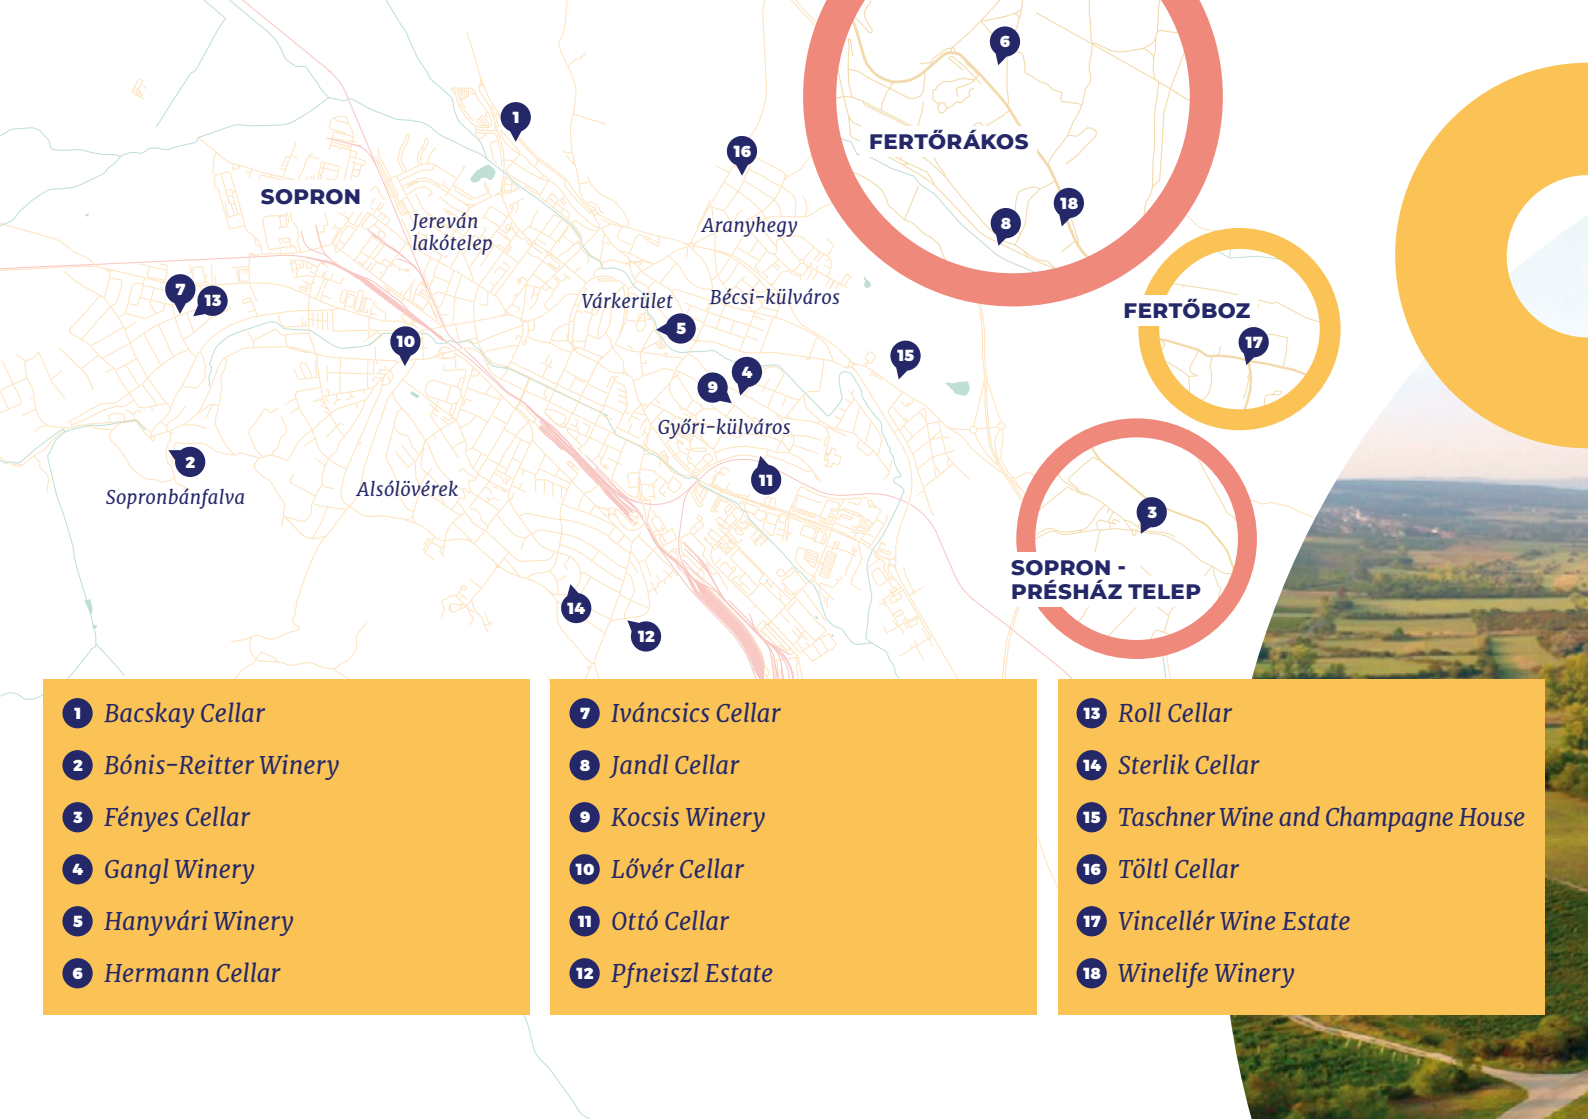 6
1
FERTŐRÁKOS
16
SOPRON
18
Jereván
lakótelep
Aranyhegy
8
7
13
Várkerület
Bécsi-külváros
FERTŐBOZ
5
10
17
15
4
9
Győri-külváros
2
11
Sopronbánfalva
Alsólövérek
3
SOPRON -
PRÉSHÁZ TELEP
14
12
1 Bacskay Cellar
2 Bónis-Reitter Winery
3 Fényes Cellar
4 Gangl Winery
5 Hanyvári Winery
6 Hermann Cellar
7 Iváncsics Cellar
8 Jandl Cellar
9 Kocsis Winery
10 Lővér Cellar
11 Ottó Cellar
12 Pfneiszl Estate
13 Roll Cellar
14 Sterlik Cellar
15 Taschner Wine and Champagne House
16 Töltl Cellar
17 Vincellér Wine Estate
18 Winelife Winery